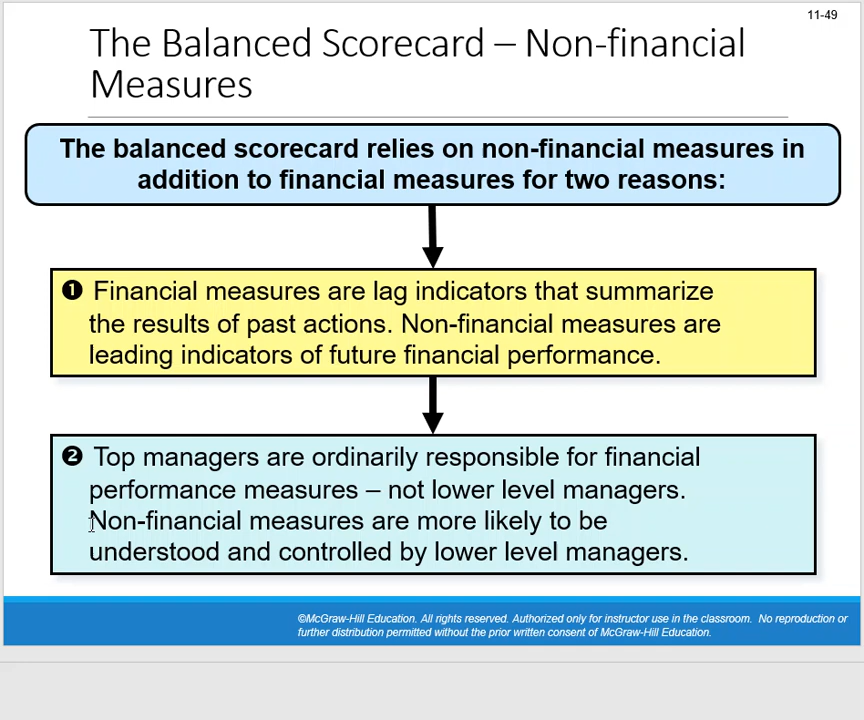 11-49
The Balanced Scorecard – Non-financial
Measures
The balanced scorecard relies on non-financial measures in
addition to financial measures for two reasons:
❶ Financial measures are lag indicators that summarize
the results of past actions. Non-financial measures are
leading indicators of future financial performance.
❷ Top managers are ordinarily responsible for financial
performance measures – not lower level managers.
Non-financial measures are more likely to be
understood and controlled by lower level managers.
©McGraw-Hill Education. All rights reserved. Authorized only for instructor use in the classroom. No reproduction or
further distribution permitted without the prior written consent of McGraw-Hill Education.